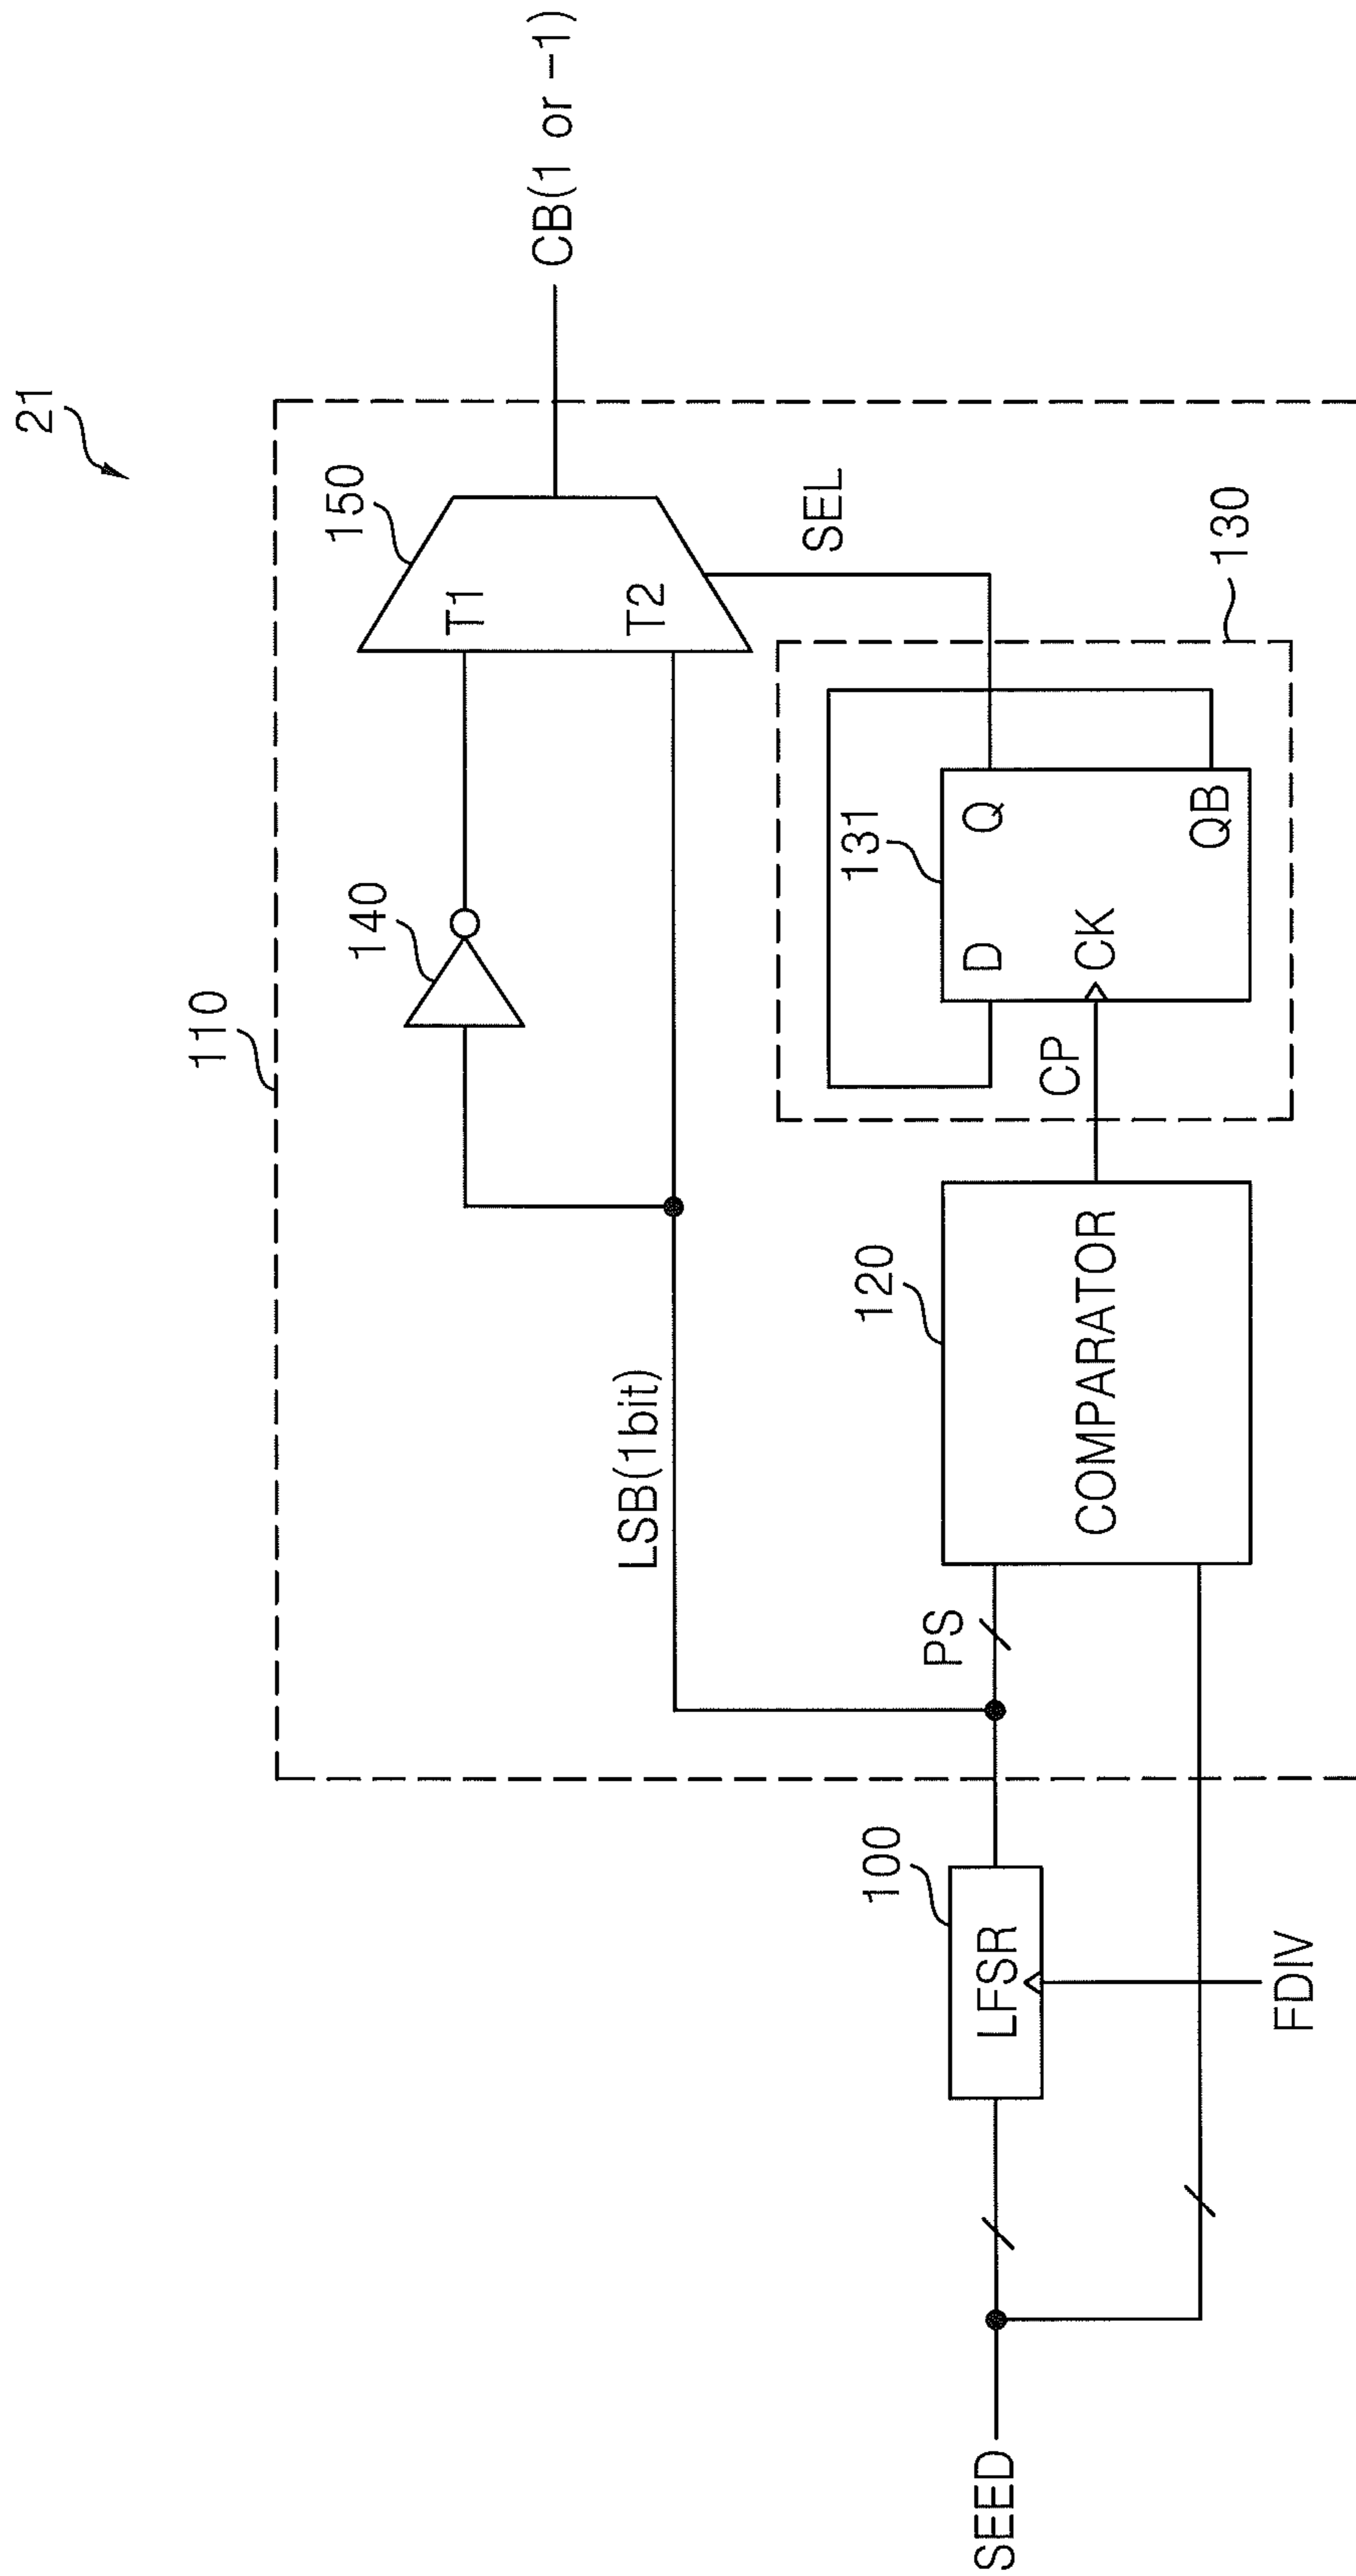 21
110
150
T1
T2
CB(1 or -1)
140
LSB(1bit)
SEL
130
131
D
Q
CK
QB
CP
120
COMPARATOR
PS
100
LFSR
SEED
FDIV